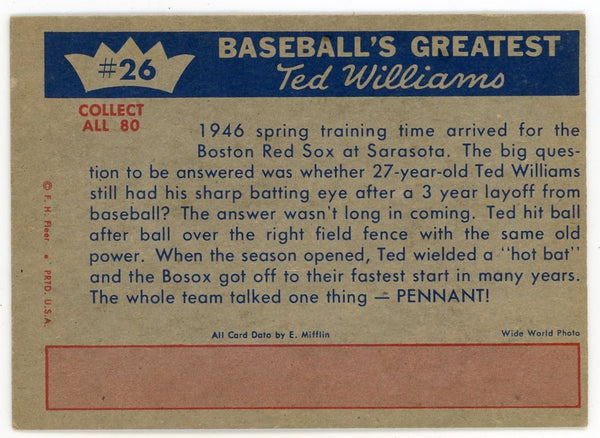 #26
BASEBALL'S GREATEST
Ted Williams
COLLECT
ALL 80
1946 spring training time arrived for the
Boston Red Sox at Sarasota. The big ques-
tion to be answered was whether 27-year-old Ted Williams
still had his sharp batting eye after a 3 year layoff from
baseball? The answer wasn't long in coming. Ted hit ball
after ball over the right field fence with the same old
power. When the season opened, Ted wielded a "hot bat"
and the Bosox got off to their fastest start in many years.
The whole team talked one thing — PENNANT!
© F. H. Fleer • PRTD. U.S.A.
All Card Data by E. Mifflin
Wide World Photo